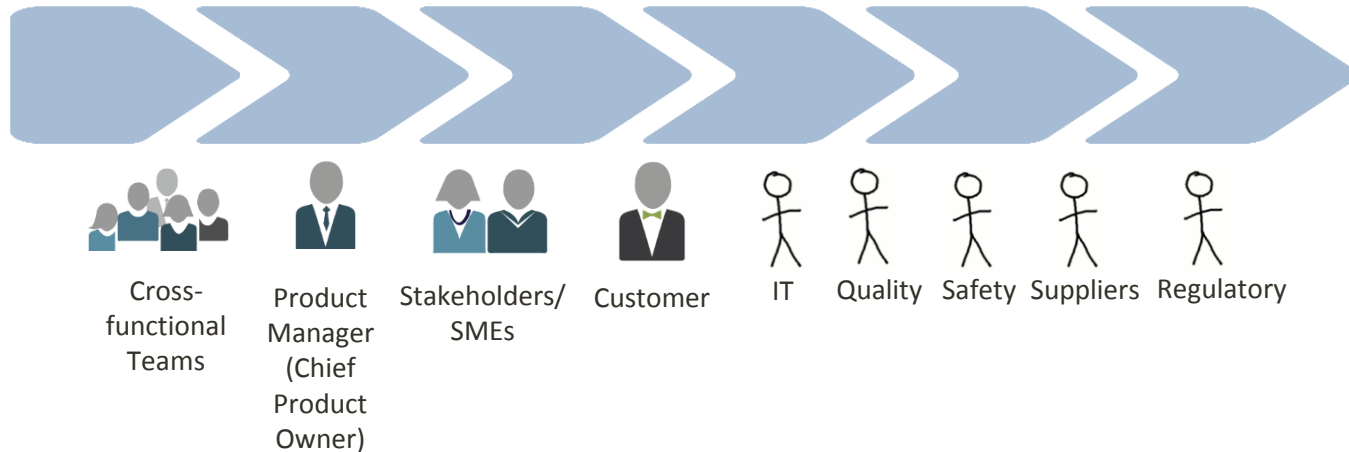 Cross-
functional
Teams
Product
Manager
(Chief
Product
Owner)
Stakeholders/
SMEs
Customer
IT
Quality
Safety
Suppliers
Regulatory